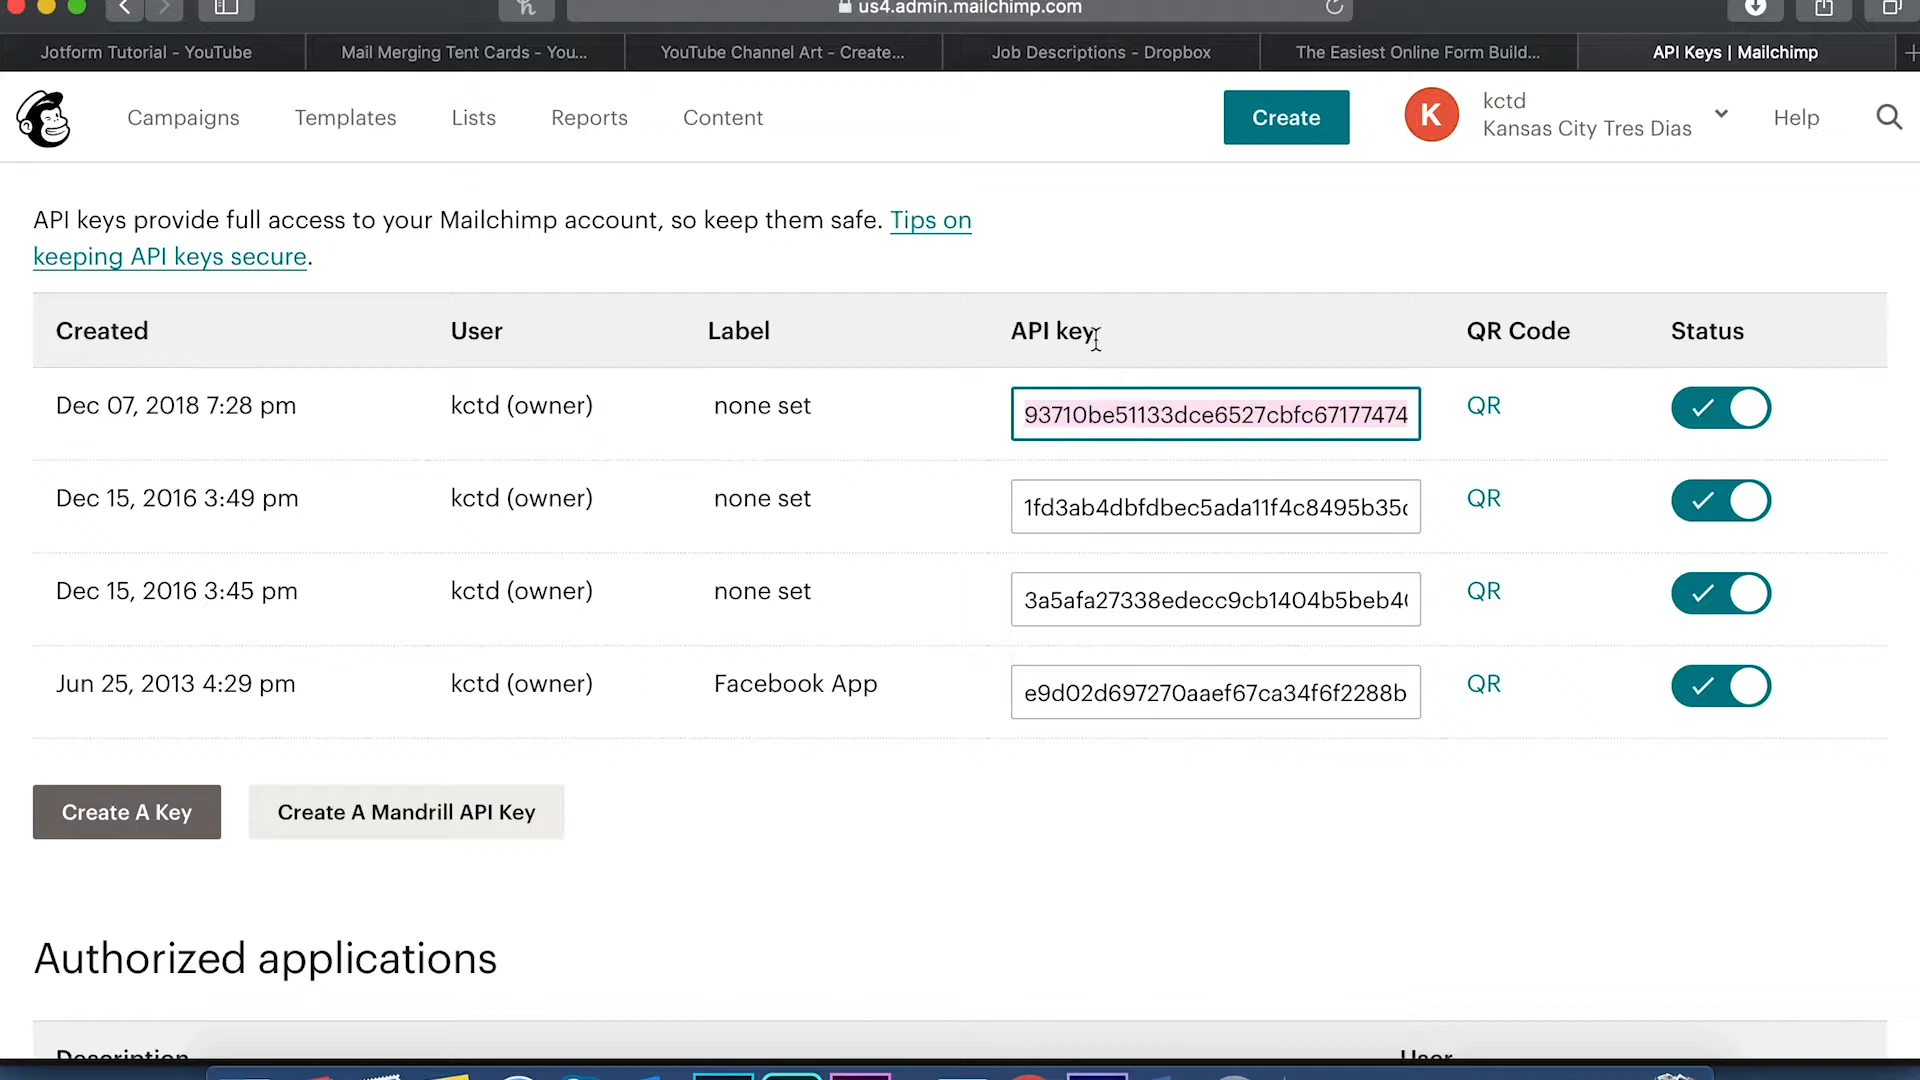 us4.admin.mailchimp.com
Jotform Tutorial - YouTube
Mail Merging Tent Cards - You...
YouTube Channel Art - Create...
Job Descriptions - Dropbox
The Easiest Online Form Build...
API Keys | Mailchimp
Campaigns Templates Lists Reports Content
Create
K
kctd
Kansas City Tres Dias
Help
API keys provide full access to your Mailchimp account, so keep them safe. Tips on
keeping API keys secure.
Created User Label API key QR Code Status
Dec 07, 2018 7:28 pm kctd (owner) none set 93710be51133dce6527cbfc67177474 QR
Dec 15, 2016 3:49 pm kctd (owner) none set 1fd3ab4dbfdbec5ada11f4c8495b35 QR
Dec 15, 2016 3:45 pm kctd (owner) none set 3a5afa27338edecc9cb1404b5beb4 QR
Jun 25, 2013 4:29 pm kctd (owner) Facebook App e9d02d697270aaef67ca34f6f2288b QR
Create A Key
Create A Mandrill API Key
Authorized applications
Description User